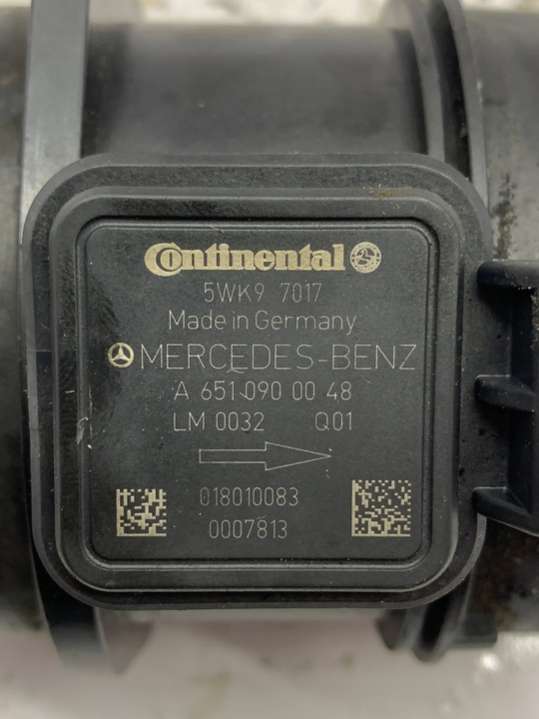 Continental
5WK9 7017
Made in Germany
MERCEDES-BENZ
A 651 090 00 48
LM 0032 Q01
018010083
0007813